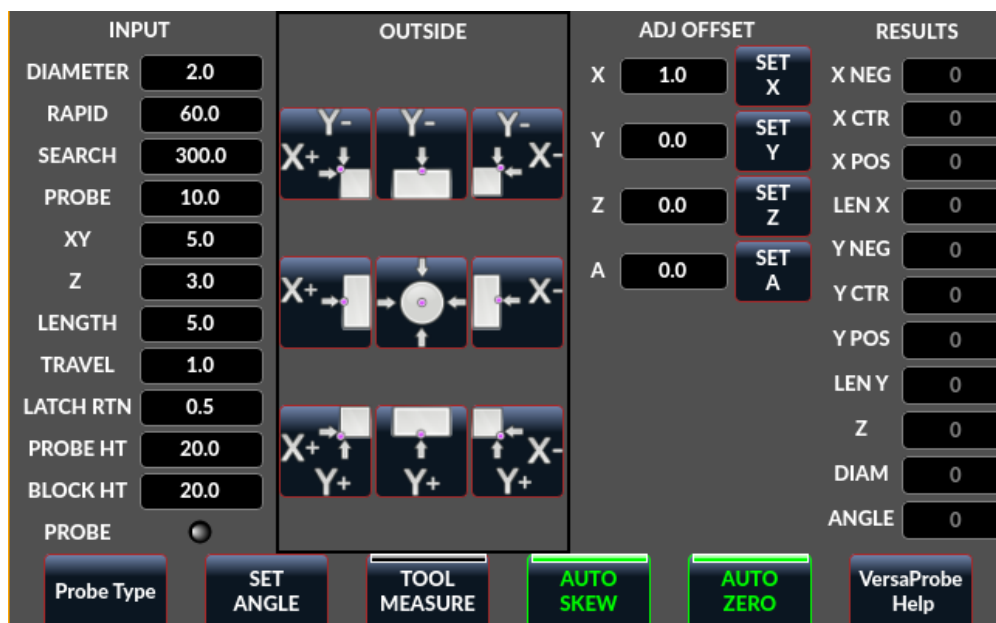 INPUT
DIAMETER 2.0
RAPID 60.0
SEARCH 300.0
PROBE 10.0
XY 5.0
Z 3.0
LENGTH 5.0
TRAVEL 1.0
LATCH RTN 0.5
PROBE HT 20.0
BLOCK HT 20.0
PROBE
OUTSIDE
Y- Y- Y-
X+ X-
X+ X-
X+ X-
Y+ Y+ Y+
ADJ OFFSET
X 1.0 SET X
Y 0.0 SET Y
Z 0.0 SET Z
A 0.0 SET A
RESULTS
X NEG 0
X CTR 0
X POS 0
LEN X 0
Y NEG 0
Y CTR 0
Y POS 0
LEN Y 0
Z 0
DIAM 0
ANGLE 0
Probe Type
SET
ANGLE
TOOL
MEASURE
AUTO
SKEW
AUTO
ZERO
VersaProbe
Help